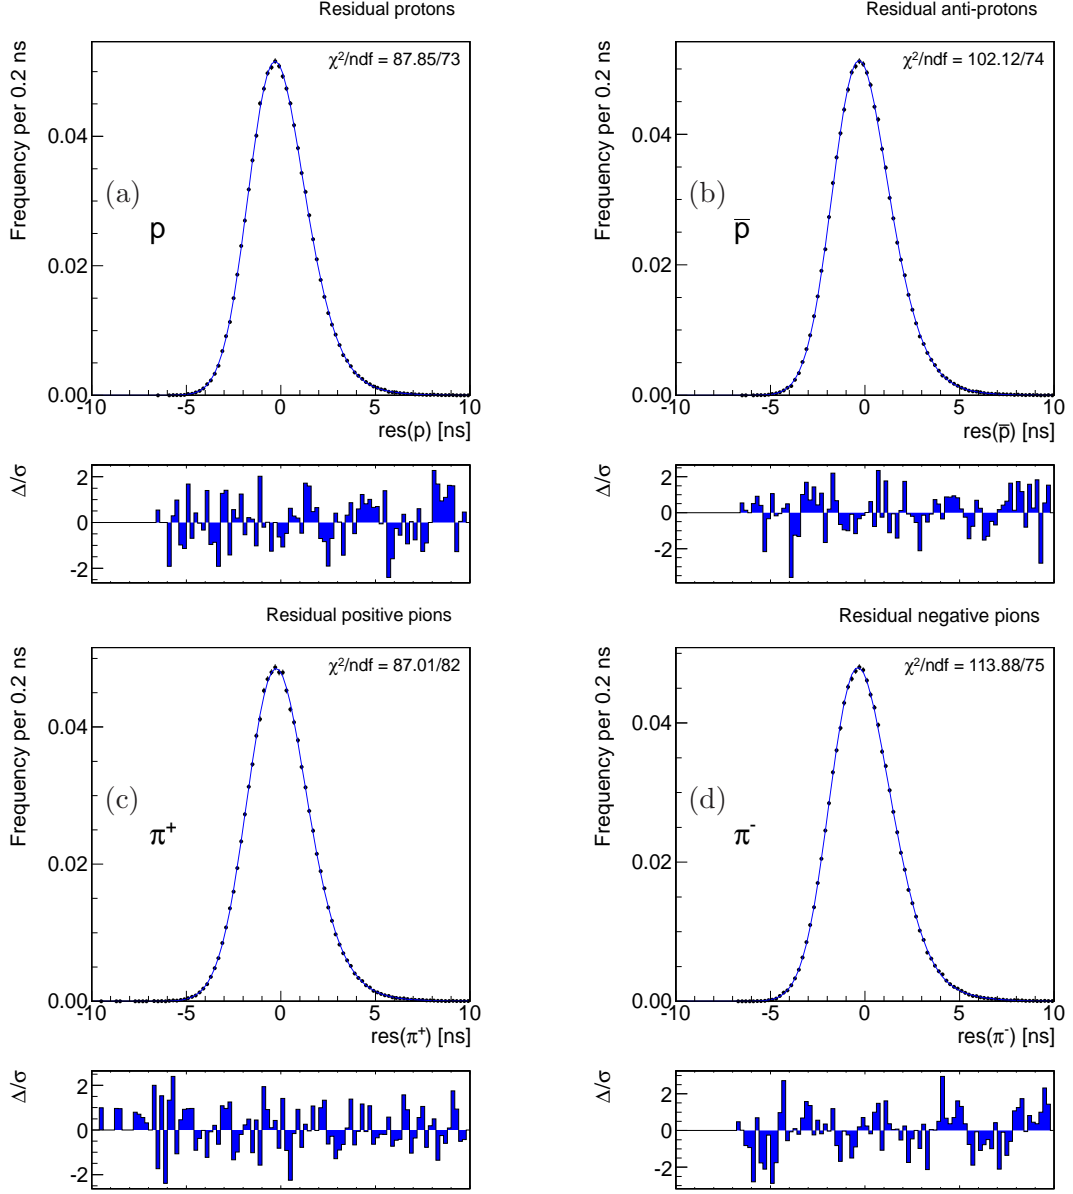 Residual protons
χ²/ndf = 87.85/73
Frequency per 0.2 ns
0.04
0.02
0.00
(a)
p
-10 -5 0 5 10
res(p) [ns]
Δ/σ
2
0
-2
Residual anti-protons
χ²/ndf = 102.12/74
Frequency per 0.2 ns
0.04
0.02
0.00
(b)
p̅
-10 -5 0 5 10
res(p̅) [ns]
Δ/σ
2
0
-2
Residual positive pions
χ²/ndf = 87.01/82
Frequency per 0.2 ns
0.04
0.02
0.00
(c)
π⁺
-10 -5 0 5 10
res(π⁺) [ns]
Δ/σ
2
0
-2
Residual negative pions
χ²/ndf = 113.88/75
Frequency per 0.2 ns
0.04
0.02
0.00
(d)
π⁻
-10 -5 0 5 10
res(π⁻) [ns]
Δ/σ
2
0
-2